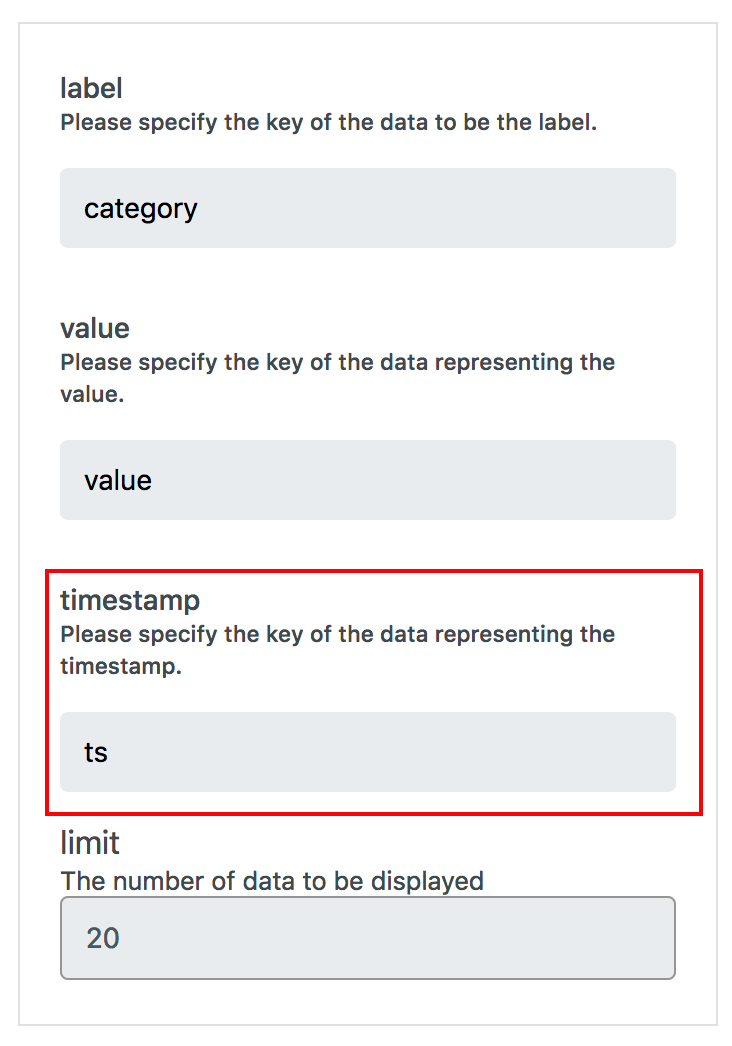 label
Please specify the key of the data to be the label.
category
value
Please specify the key of the data representing the
value.
value
timestamp
Please specify the key of the data representing the
timestamp.
ts
limit
The number of data to be displayed
20